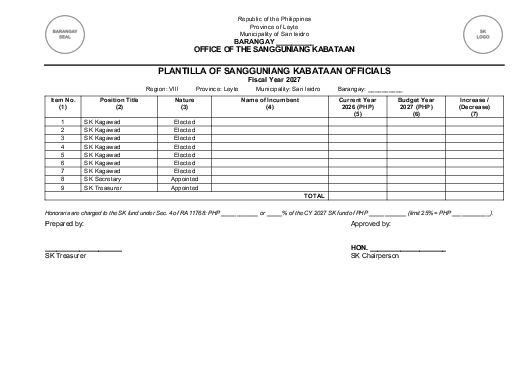 Republic of the Philippines
Province of Leyte
Municipality of San Isidro
BARANGAY __________
OFFICE OF THE SANGGUNIANG KABATAAN
BARANGAY SEAL
SK LOGO
PLANTILLA OF SANGGUNIANG KABATAAN OFFICIALS
Fiscal Year 2027
Region: VIII Province: Leyte Municipality: San Isidro Barangay: __________
Item No. (1) Position Title (2) Nature (3) Name of Incumbent (4) Current Year 2026 (PHP) (5) Budget Year 2027 (PHP) (6) Increase / (Decrease) (7)
1 SK Kagawad Elected
2 SK Kagawad Elected
3 SK Kagawad Elected
4 SK Kagawad Elected
5 SK Kagawad Elected
6 SK Kagawad Elected
7 SK Kagawad Elected
8 SK Secretary Appointed
9 SK Treasurer Appointed
TOTAL
Honoraria are charged to the SK fund under Sec. 4 of RA 11768: PHP __________ or ____% of the CY 2027 SK fund of PHP __________ (limit 25% = PHP __________).
Prepared by: Approved by:
HON. ____________________
SK Treasurer SK Chairperson